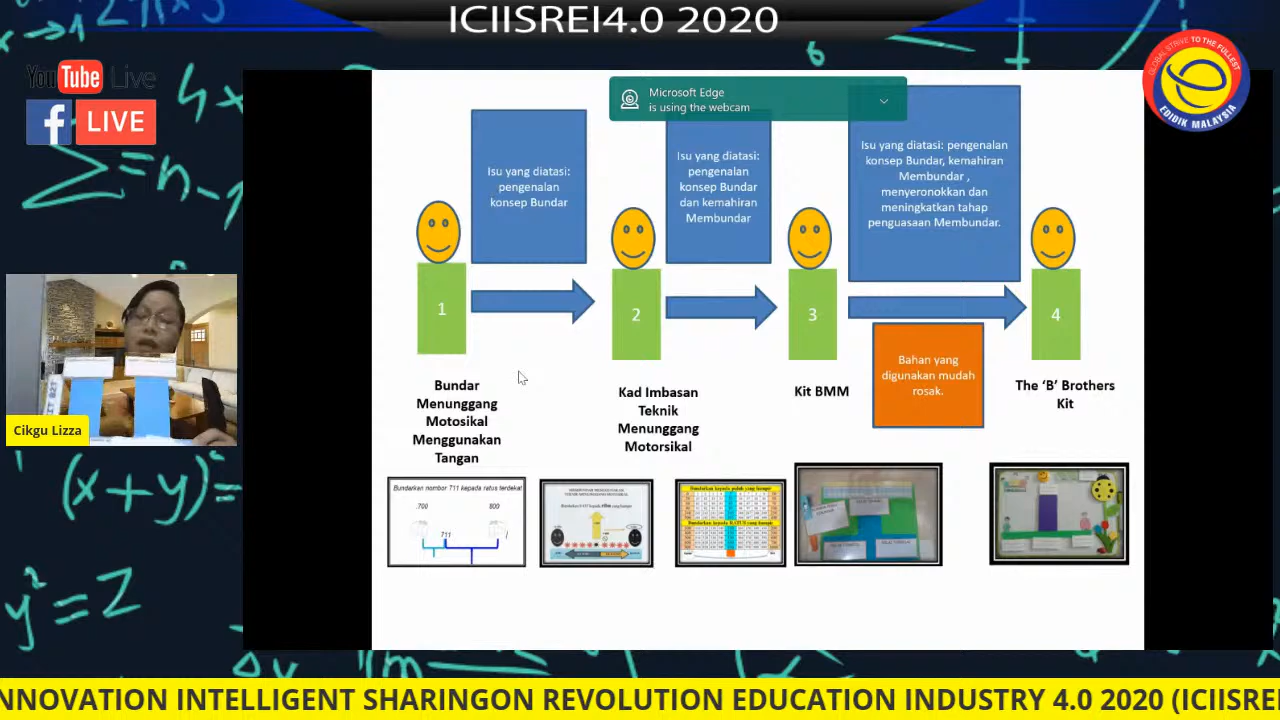 ICIISREI4.0 2020
YouTube Live
f LIVE
GLOBAL STRIVE TO THE FULLEST
EDIDIK MALAYSIA
Microsoft Edge
is using the webcam
Isu yang diatasi:
pengenalan
konsep Bundar
Isu yang diatasi:
pengenalan
konsep Bundar
dan kemahiran
Membundar
Isu yang diatasi: pengenalan
konsep Bundar, kemahiran
Membundar ,
menyeronokkan dan
meningkatkan tahap
penguasaan Membundar.
1
2
3
4
Bahan yang
digunakan mudah
rosak.
Bundar
Menunggang
Motosikal
Menggunakan
Tangan
Kad Imbasan
Teknik
Menunggang
Motorsikal
Kit BMM
The ‘B’ Brothers
Kit
Cikgu Lizza
Bundarkan nombor 711 kepada ratus terdekat
700
800
711
NNOVATION INTELLIGENT SHARINGON REVOLUTION EDUCATION INDUSTRY 4.0 2020 (ICIISREI